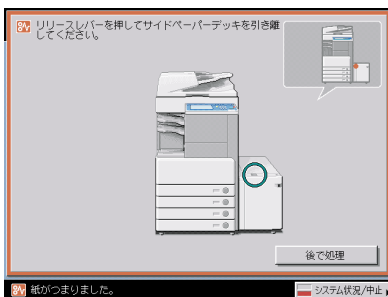 リリースレバーを押してサイドペーパーデッキを引き離
してください。
後で処理
紙がつまりました。
システム状況/中止